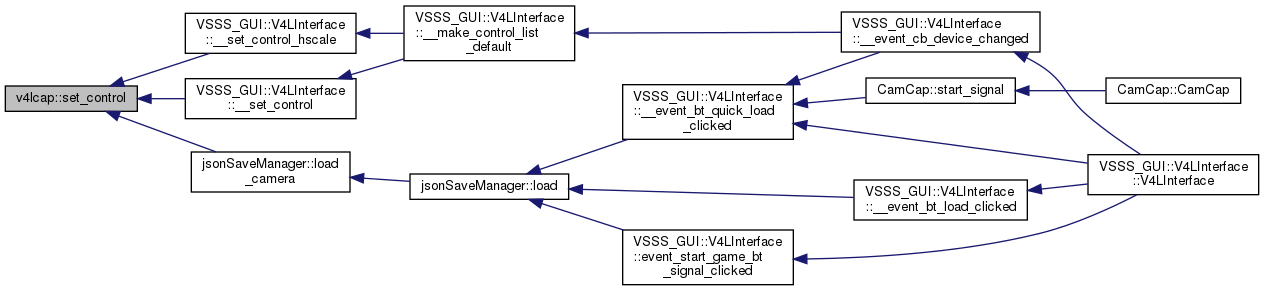 v4lcap::set_control
VSSS_GUI::V4LInterface
::__set_control_hscale
VSSS_GUI::V4LInterface
::__set_control
jsonSaveManager::load
_camera
VSSS_GUI::V4LInterface
::__make_control_list
_default
jsonSaveManager::load
VSSS_GUI::V4LInterface
::__event_bt_quick_load
_clicked
VSSS_GUI::V4LInterface
::event_start_game_bt
_signal_clicked
VSSS_GUI::V4LInterface
::__event_cb_device_changed
CamCap::start_signal
VSSS_GUI::V4LInterface
::__event_bt_load_clicked
CamCap::CamCap
VSSS_GUI::V4LInterface
::V4LInterface